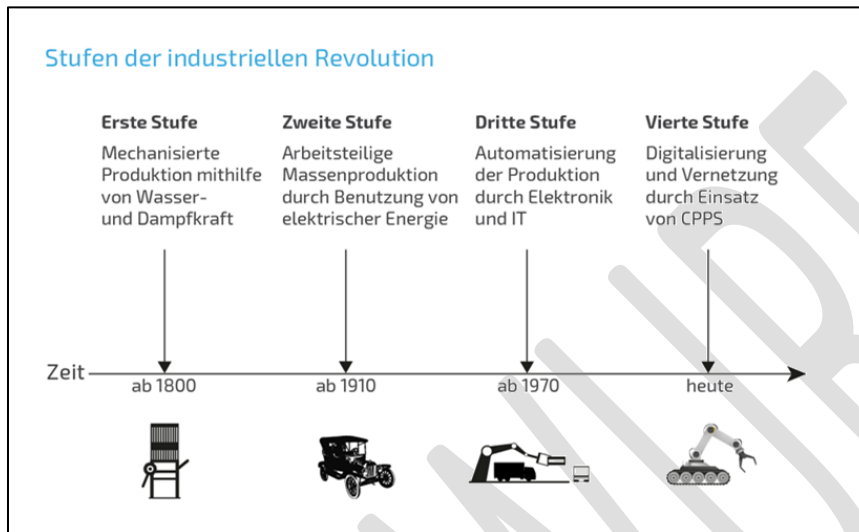 Stufen der industriellen Revolution
Erste Stufe
Mechanisierte
Produktion mithilfe
von Wasser-
und Dampfkraft
Zweite Stufe
Arbeitsteilige
Massenproduktion
durch Benutzung von
elektrischer Energie
Dritte Stufe
Automatisierung
der Produktion
durch Elektronik
und IT
Vierte Stufe
Digitalisierung
und Vernetzung
durch Einsatz
von CPPS
Zeit
ab 1800
ab 1910
ab 1970
heute